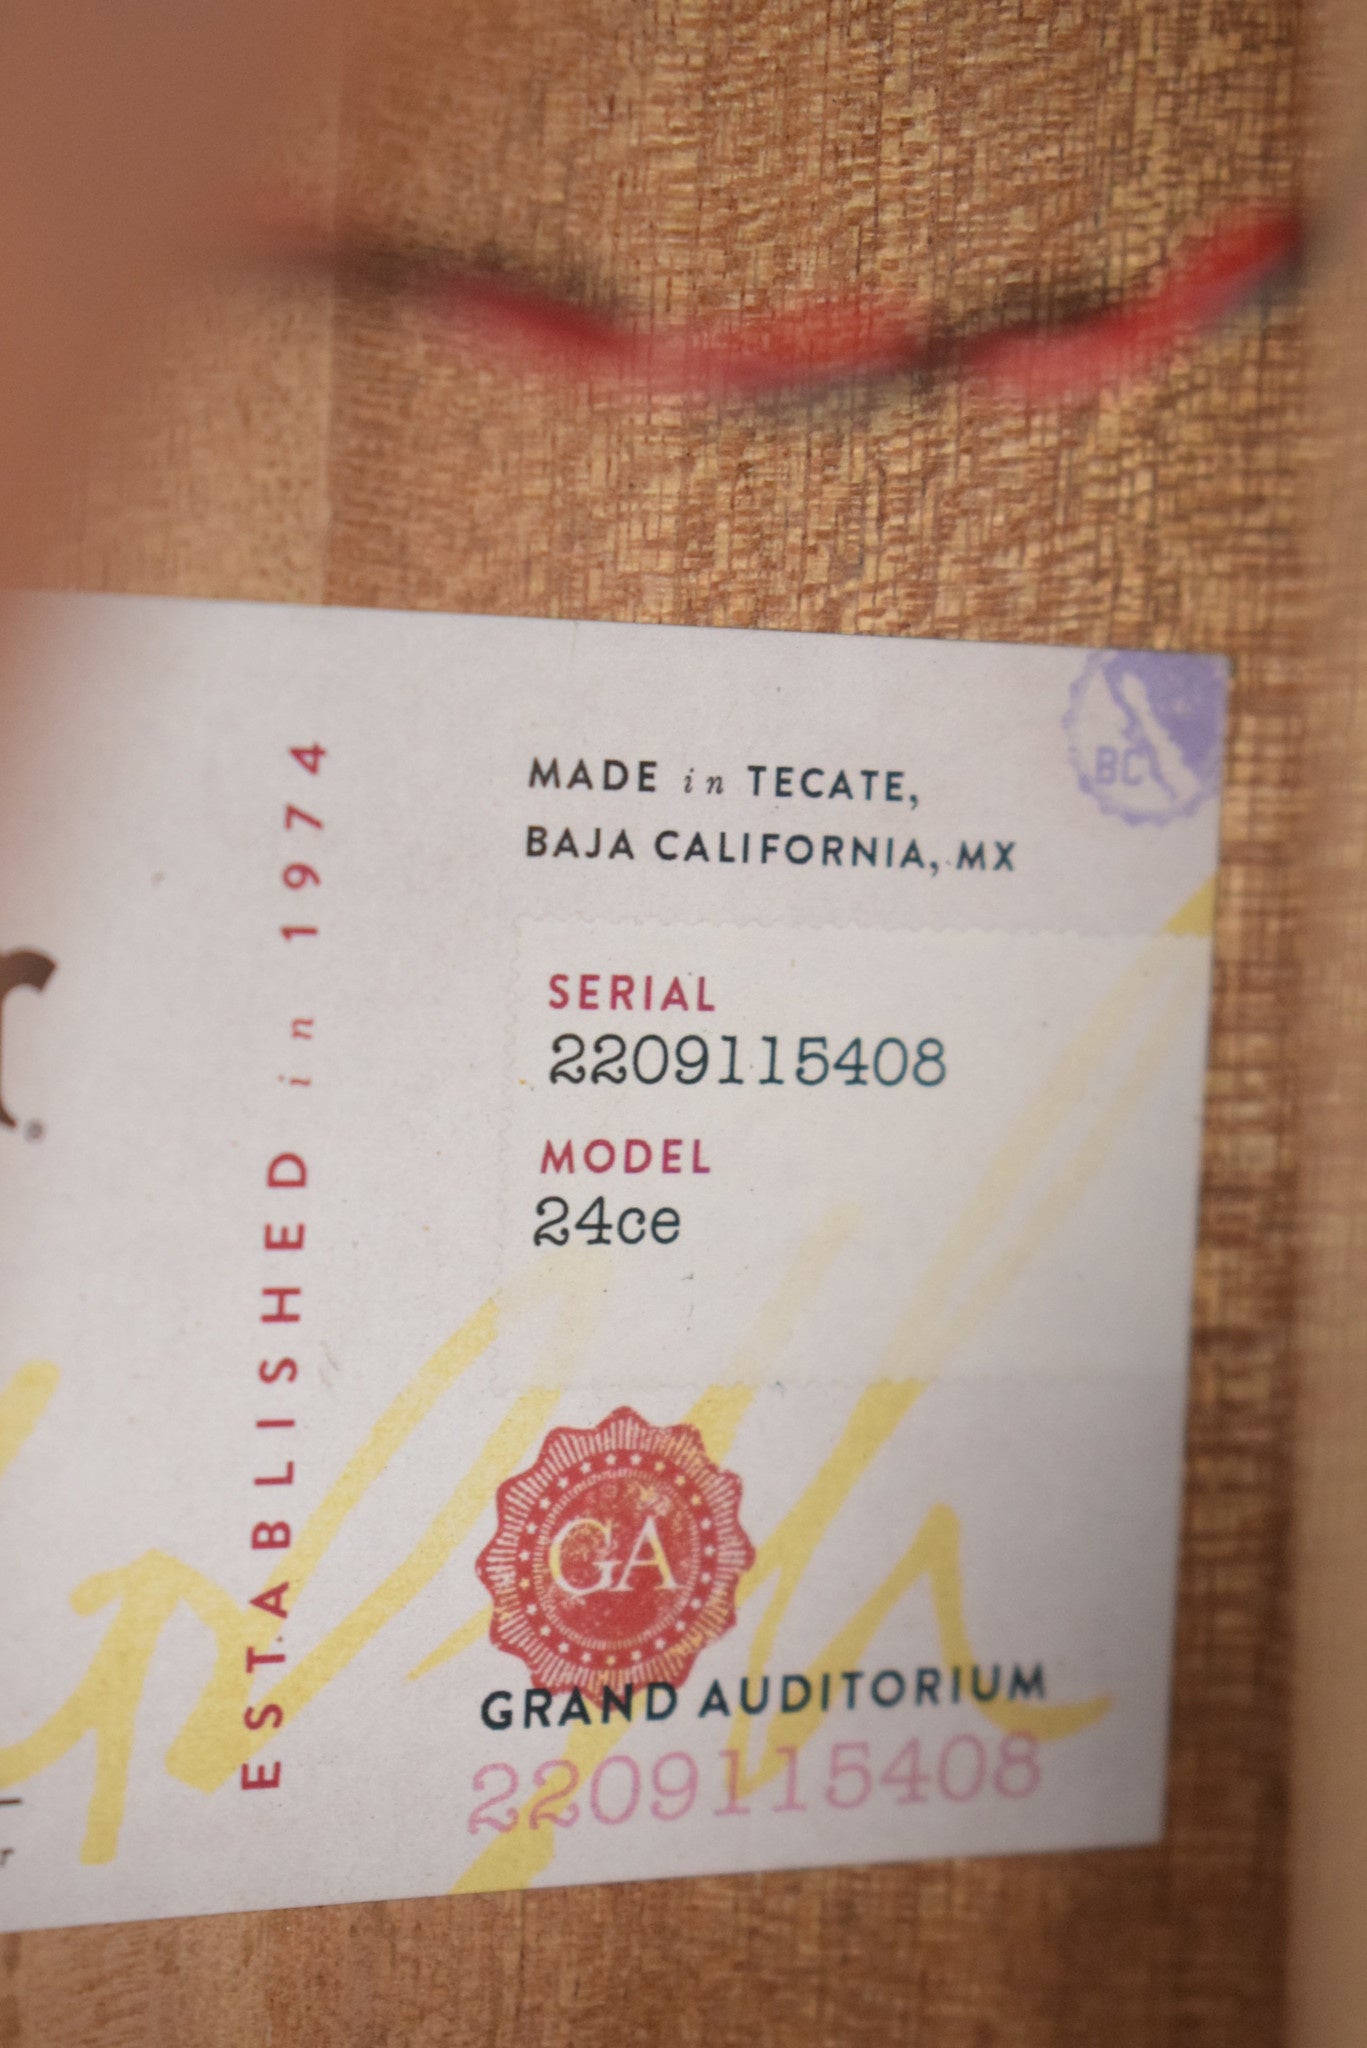 ESTABLISHED in 1974
MADE in TECATE,
BAJA CALIFORNIA, MX
BC
SERIAL
2209115408
MODEL
24ce
GA
GRAND AUDITORIUM
2209115408